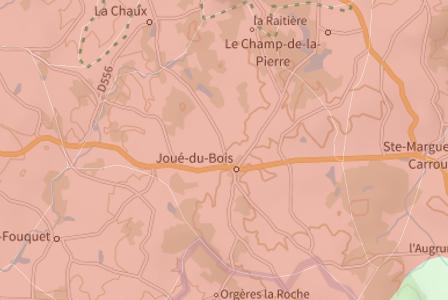 La Chaux
la Raitière
Le Champ-de-la-
Pierre
D556
Joué-du-Bois
Ste-Margue
Carrou
-Fouquet
l'Augru
Orgères la Roche